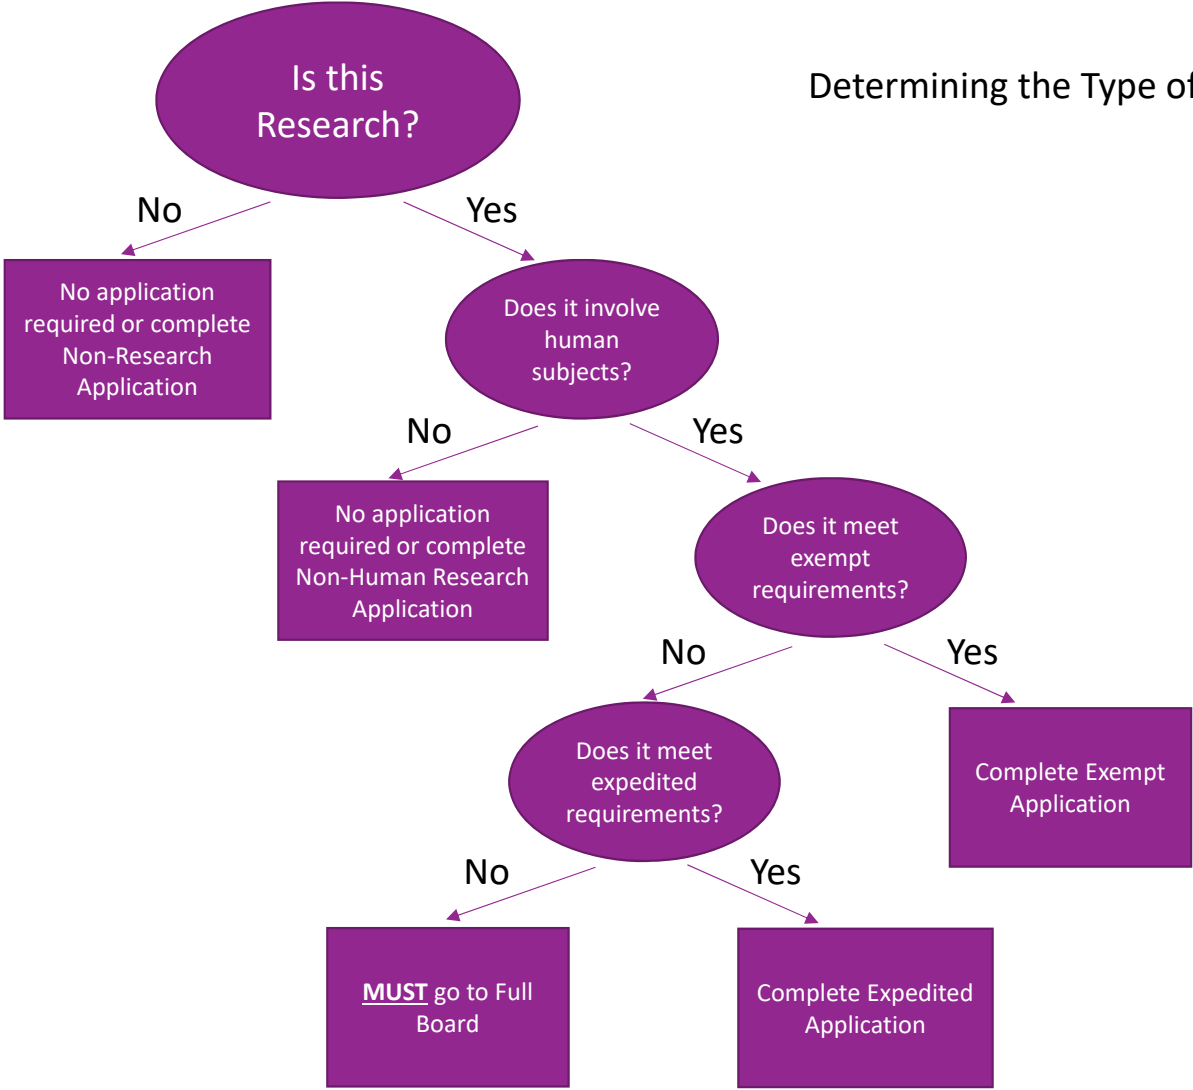 Is this
Research?
Determining the Type of
No
Yes
No application
required or complete
Non-Research
Application
Does it involve
human
subjects?
No
Yes
No application
required or complete
Non-Human Research
Application
Does it meet
exempt
requirements?
No
Yes
Does it meet
expedited
requirements?
Complete Exempt
Application
No
Yes
MUST go to Full
Board
Complete Expedited
Application